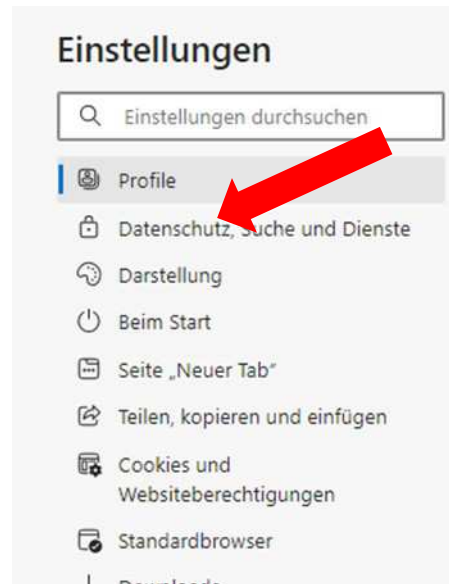 Einstellungen
Einstellungen durchsuchen
Profile
Datenschutz, Suche und Dienste
Darstellung
Beim Start
Seite „Neuer Tab"
Teilen, kopieren und einfügen
Cookies und
Websiteberechtigungen
Standardbrowser
Downloads